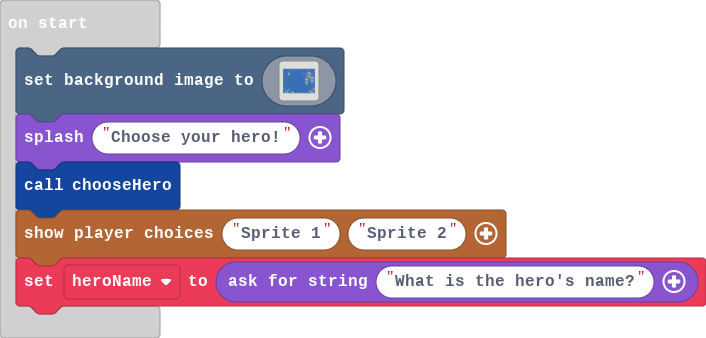 on start
set background image to
splash "Choose your hero!"
call chooseHero
show player choices "Sprite 1" "Sprite 2"
set heroName to ask for string "What is the hero's name?"